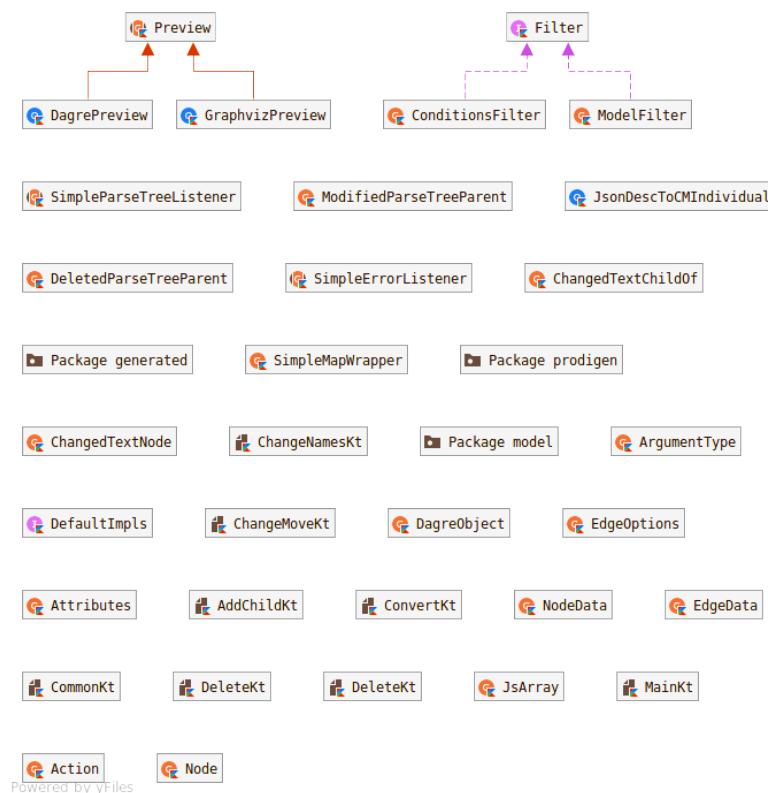 Preview Filter
DagrePreview GraphvizPreview ConditionsFilter ModelFilter
SimpleParseTreeListener ModifiedParseTreeParent JsonDescToCMIndividual
DeletedParseTreeParent SimpleErrorListener ChangedTextChildOf
Package generated SimpleMapWrapper Package prodigen
ChangedTextNode ChangeNamesKt Package model ArgumentType
DefaultImpls ChangeMoveKt DagreObject EdgeOptions
Attributes AddChildKt ConvertKt NodeData EdgeData
CommonKt DeleteKt DeleteKt JsArray MainKt
Action Node
Powered by yFiles